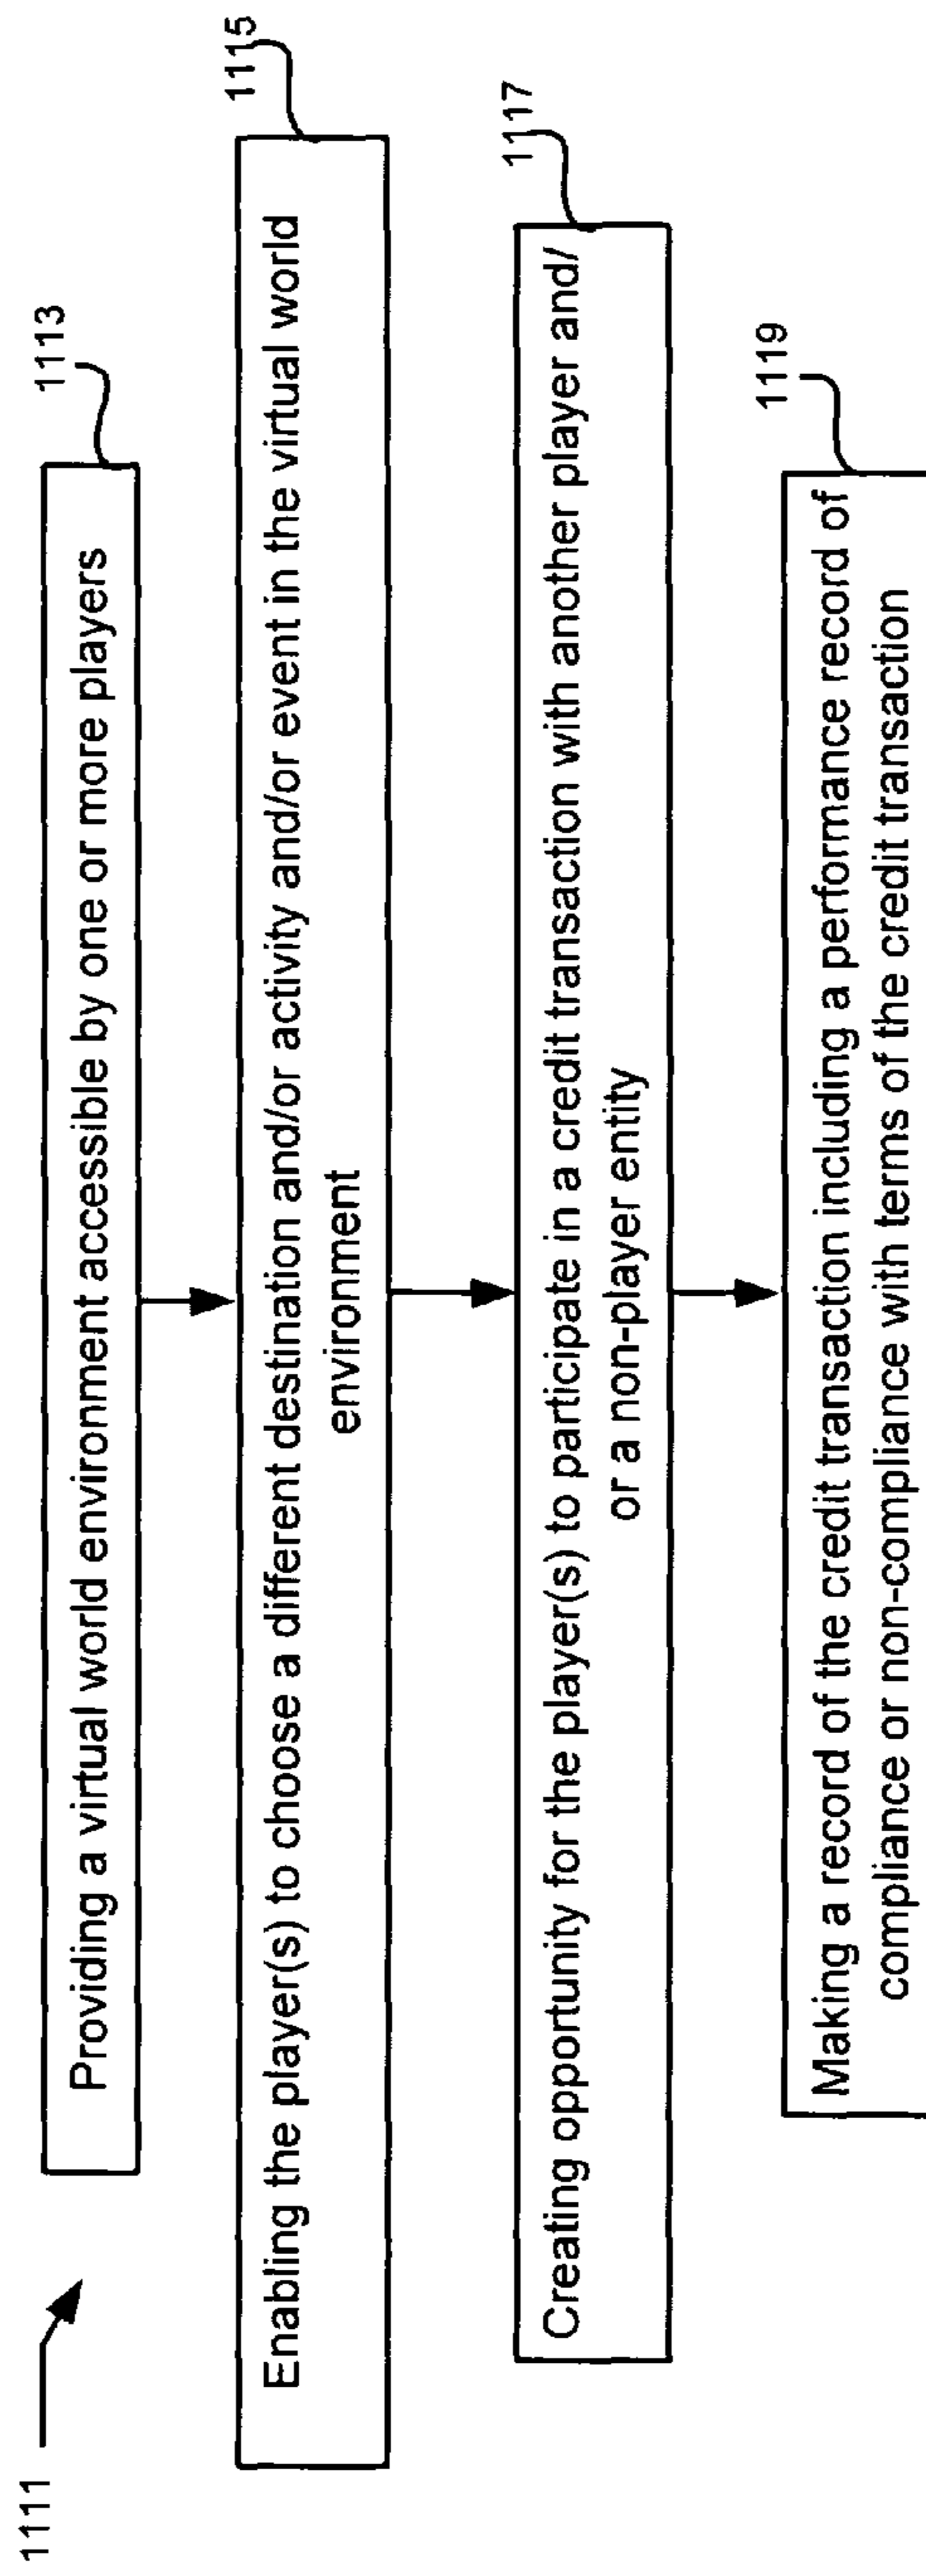 1111
1113
Providing a virtual world environment accessible by one or more players
1115
Enabling the player(s) to choose a different destination and/or activity and/or event in the virtual world
environment
1117
Creating opportunity for the player(s) to participate in a credit transaction with another player and/
or a non-player entity
1119
Making a record of the credit transaction including a performance record of
compliance or non-compliance with terms of the credit transaction